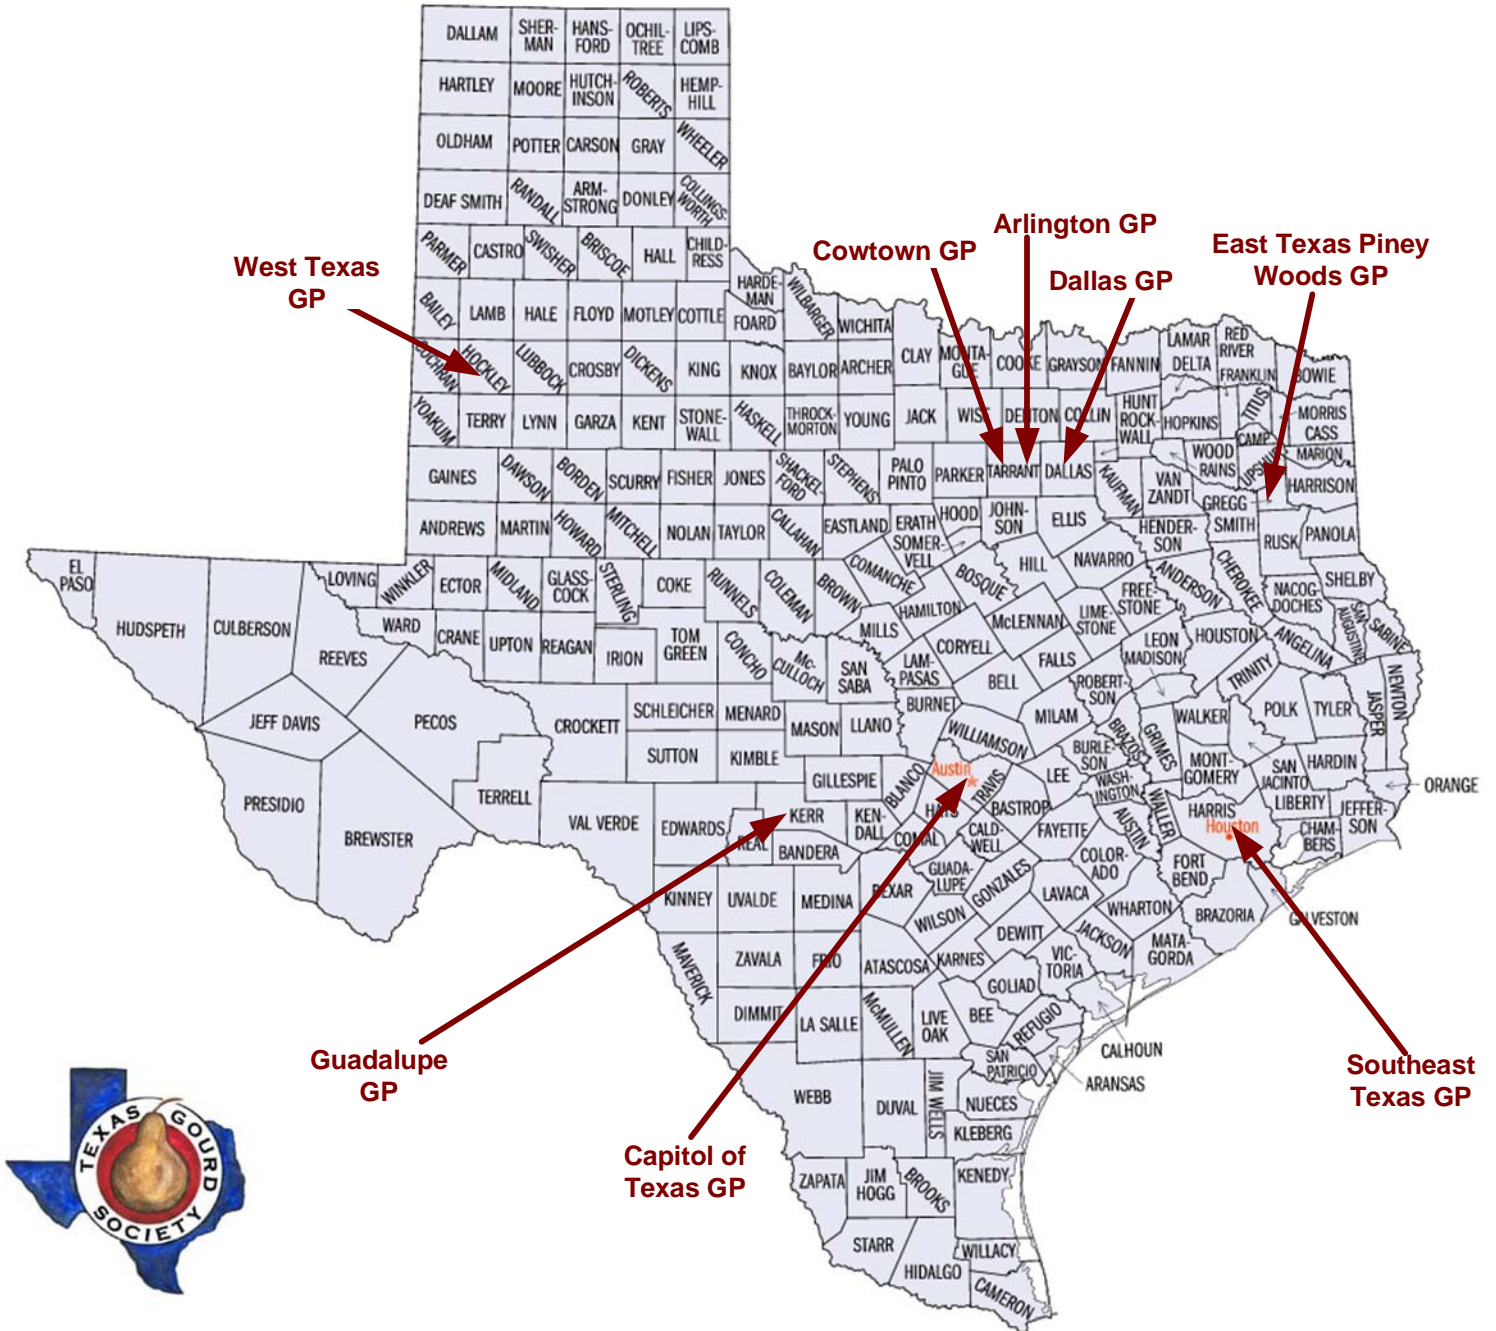 DALLAM
SHER-
MAN
HANS-
FORD
OCHIL-
TREE
LIPS-
COMB
HARTLEY
MOORE
HUTCH-
INSON
ROBERTS
HEMP-
HILL
OLDHAM
POTTER
CARSON
GRAY
WHEELER
DEAF SMITH
RANDALL
ARM-
STRONG
DONLEY
COLLINGS-
WORTH
PARMER
CASTRO
SWISHER
BRISCOE
HALL
CHILD-
RESS
West Texas
GP
Cowtown GP
Arlington GP
Dallas GP
East Texas Piney
Woods GP
BAILEY
LAMB
HALE
FLOYD
MOTLEY
COTTLE
HARDE-
MAN
FOARD
WILBARGER
WICHITA
COCHRAN
HOCKLEY
LUBBOCK
CROSBY
DICKENS
KING
KNOX
BAYLOR
ARCHER
CLAY
MONTA-
GUE
COOKE
GRAYSON
FANNIN
LAMAR
DELTA
RED
RIVER
FRANKLIN
BOWIE
YOAKUM
TERRY
LYNN
GARZA
KENT
STONE-
WALL
HASKELL
THROCK-
MORTON
YOUNG
JACK
WISE
DENTON
COLLIN
HUNT
ROCK-
WALL
HOPKINS
TITUS
CAMP
MORRIS
CASS
MARION
GAINES
DAWSON
BORDEN
SCURRY
FISHER
JONES
SHACKEL-
FORD
STEPHENS
PALO
PINTO
PARKER
TARRANT
DALLAS
KAUFMAN
VAN
ZANDT
WOOD
RAINS
UPSHUR
GREGG
SMITH
HARRISON
ANDREWS
MARTIN
HOWARD
MITCHELL
NOLAN
TAYLOR
CALLAHAN
EASTLAND
ERATH
SOMER-
VELL
HOOD
JOHN-
SON
ELLIS
HENDER-
SON
RUSK
PANOLA
EL
PASO
HUDSPETH
CULBERSON
REEVES
LOVING
WINKLER
ECTOR
MIDLAND
GLASS-
COCK
STERLING
COKE
RUNNELS
COLEMAN
BROWN
COMANCHE
HAMILTON
BOSQUE
HILL
NAVARRO
FREE-
STONE
ANDERSON
CHEROKEE
NACOG-
DOCHES
SHELBY
SAN
AUGUSTINE
SABINE
WARD
CRANE
UPTON
REAGAN
IRION
TOM
GREEN
CONCHO
Mc-
CULLOCH
SAN
SABA
MILLS
LAM-
PASAS
CORYELL
McLENNAN
LIME-
STONE
FALLS
LEON
MADISON
HOUSTON
ANGELINA
TRINITY
NEWTON
JASPER
JEFF DAVIS
PECOS
CROCKETT
SCHLEICHER
MENARD
MASON
LLANO
BURNET
BELL
MILAM
ROBERT-
SON
BRAZOS
GRIMES
WALKER
POLK
TYLER
SUTTON
KIMBLE
GILLESPIE
BLANCO
WILLIAMSON
Austin
TRAVIS
LEE
BURLE-
SON
WASH-
INGTON
MONT-
GOMERY
SAN
JACINTO
HARDIN
ORANGE
PRESIDIO
BREWSTER
TERRELL
VAL VERDE
EDWARDS
REAL
KERR
BANDERA
KEN-
DALL
HAYS
COMAL
CALD-
WELL
BASTROP
FAYETTE
AUSTIN
WALLER
HARRIS
Houston
LIBERTY
CHAM-
BERS
JEFFER-
SON
KINNEY
UVALDE
MEDINA
BEXAR
GUADA-
LUPE
GONZALES
LAVACA
COLOR-
ADO
FORT
BEND
WHARTON
BRAZORIA
GALVESTON
MAVERICK
ZAVALA
FRIO
ATASCOSA
WILSON
KARNES
DEWITT
VIC-
TORIA
JACKSON
MATA-
GORDA
DIMMIT
LA SALLE
McMULLEN
LIVE
OAK
BEE
GOLIAD
REFUGIO
CALHOUN
SAN
PATRICIO
ARANSAS
Guadalupe
GP
Southeast
Texas GP
WEBB
DUVAL
JIM WELLS
NUECES
KLEBERG
Capitol of
Texas GP
ZAPATA
JIM
HOGG
BROOKS
KENEDY
STARR
HIDALGO
WILLACY
CAMERON
TEXAS GOURD
SOCIETY